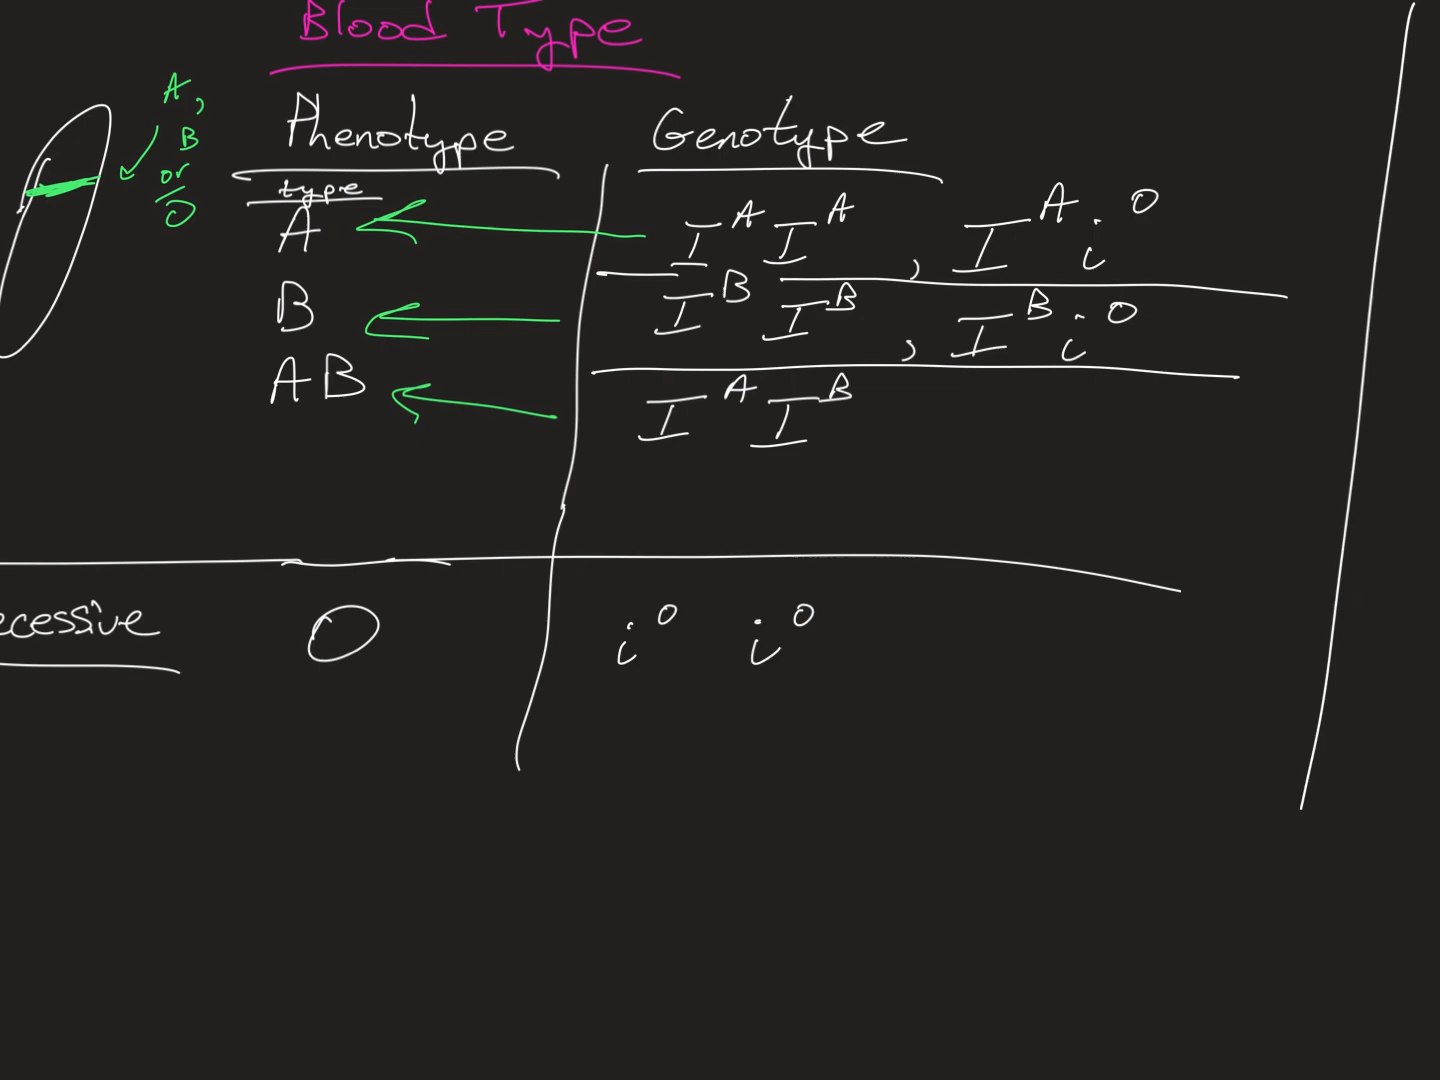 Blood Type
A,
B
or
O
Phenotype Genotype
type
A I^A I^A, I^A i^O
B I^B I^B, I^B i^O
AB I^A I^B
ecessive O i^O i^O